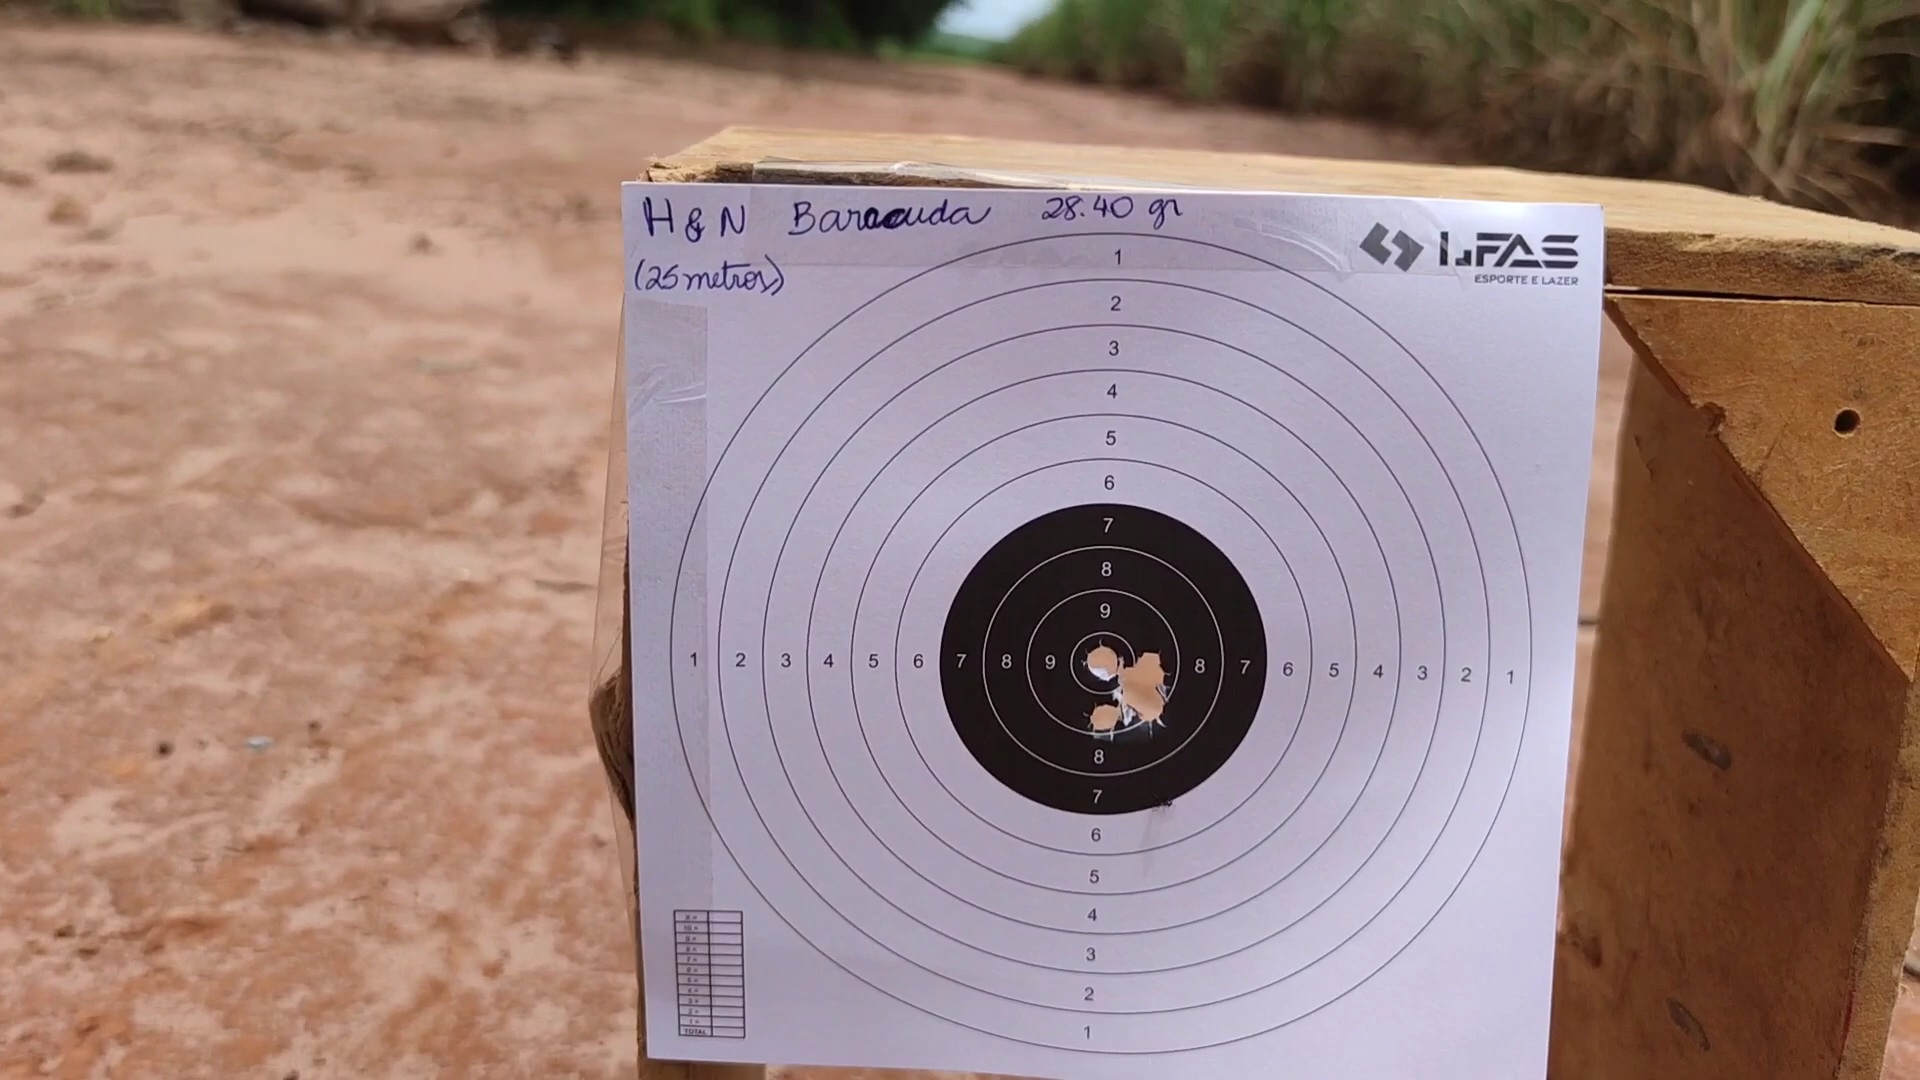 H & N Baracuda 28.40 gr
(25 metros)
LFAS
ESPORTE E LAZER
1
2
3
4
5
6
7
8
9
1 2 3 4 5 6 7 8 9 8 7 6 5 4 3 2 1
8
7
6
5
4
3
2
1
TOTAL